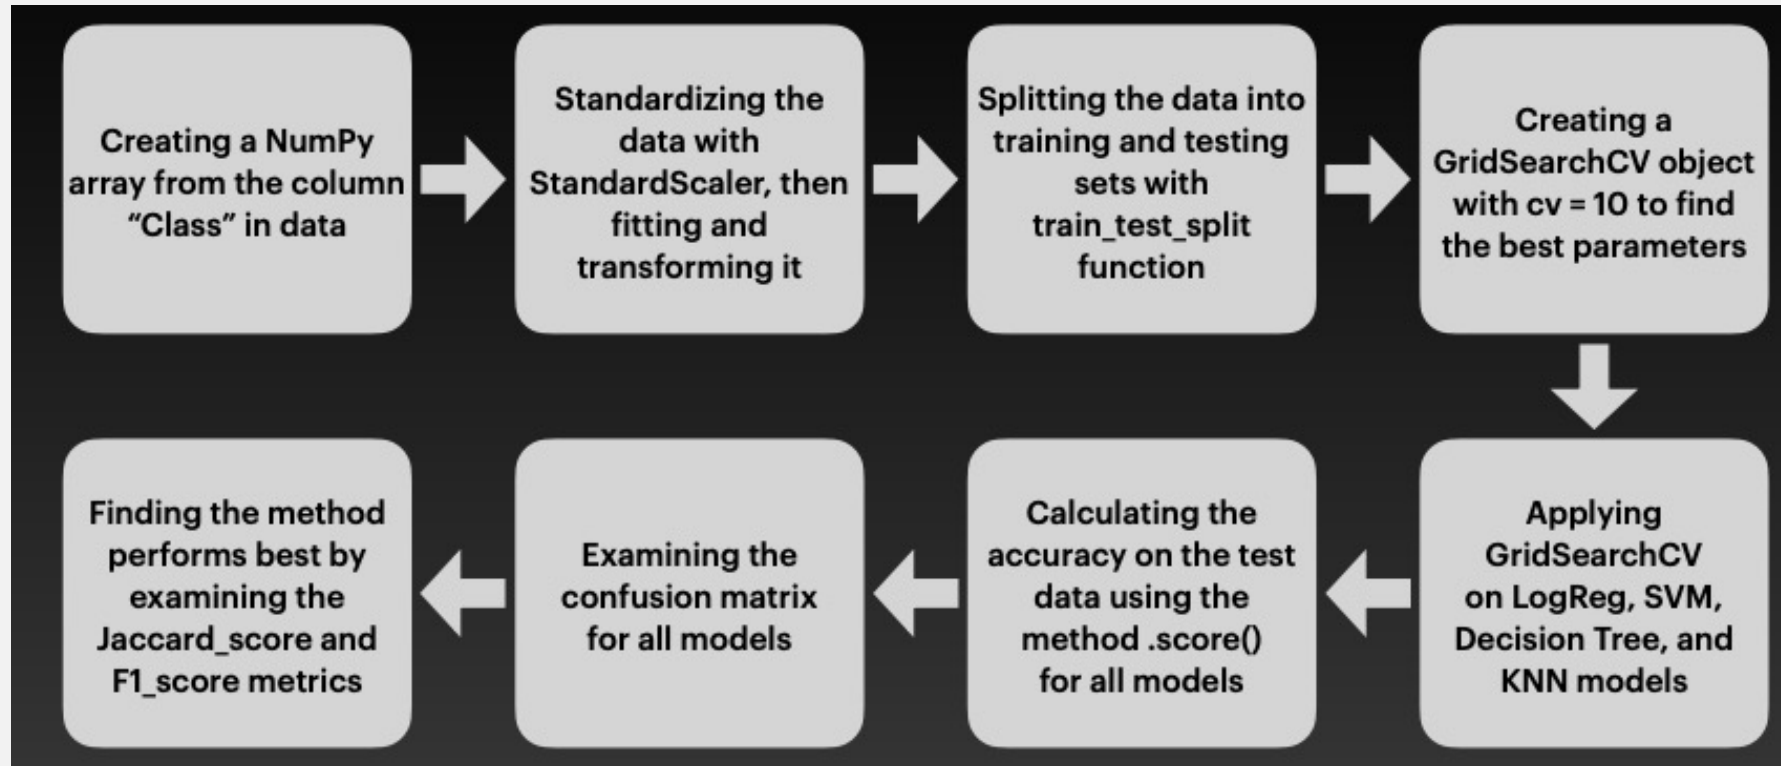 Creating a NumPy
array from the column
“Class” in data
Standardizing the
data with
StandardScaler, then
fitting and
transforming it
Splitting the data into
training and testing
sets with
train_test_split
function
Creating a
GridSearchCV object
with cv = 10 to find
the best parameters
Applying
GridSearchCV
on LogReg, SVM,
Decision Tree, and
KNN models
Calculating the
accuracy on the test
data using the
method .score()
for all models
Examining the
confusion matrix
for all models
Finding the method
performs best by
examining the
Jaccard_score and
F1_score metrics